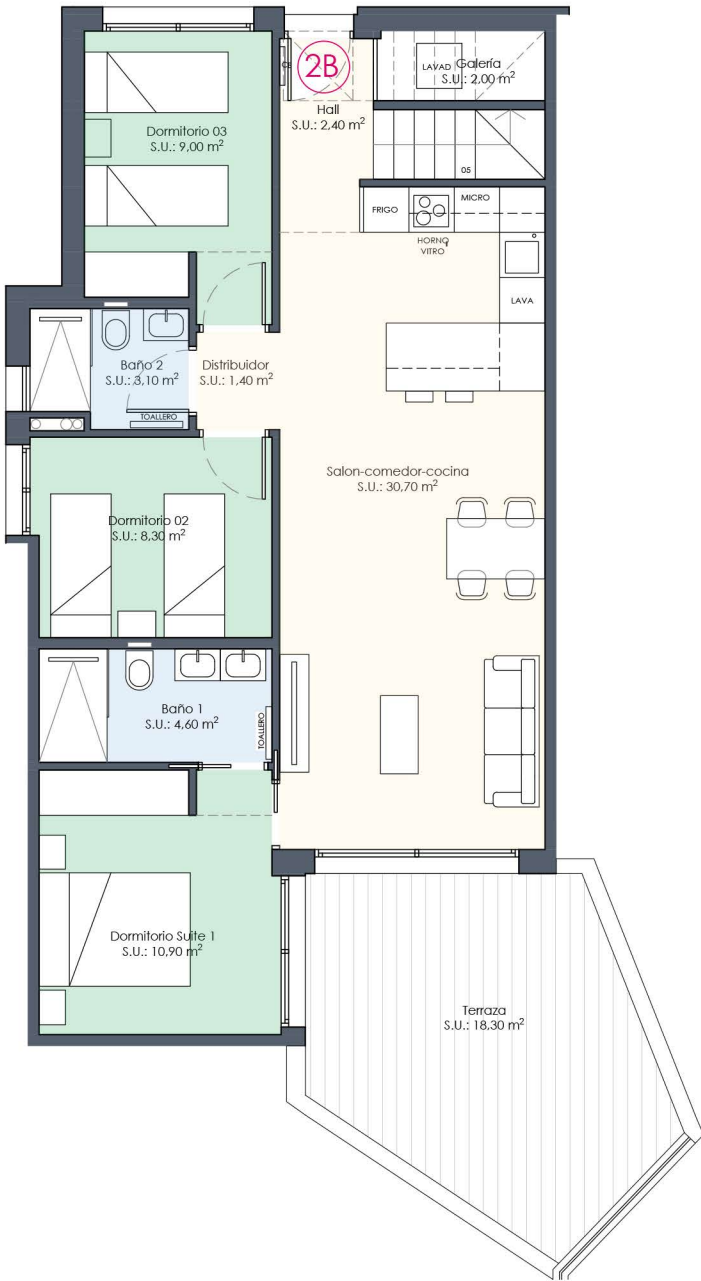 2B
CE
LAVAD
Galería
S.U.: 2,00 m²
Hall
S.U.: 2,40 m²
Dormitorio 03
S.U.: 9,00 m²
05
FRIGO
MICRO
HORNO
VITRO
LAVA
Baño 2
S.U.: 3,10 m²
TOALLERO
Distribuidor
S.U.: 1,40 m²
Salon-comedor-cocina
S.U.: 30,70 m²
Dormitorio 02
S.U.: 8,30 m²
Baño 1
S.U.: 4,60 m²
TOALLERO
Dormitorio Suite 1
S.U.: 10,90 m²
Terraza
S.U.: 18,30 m²